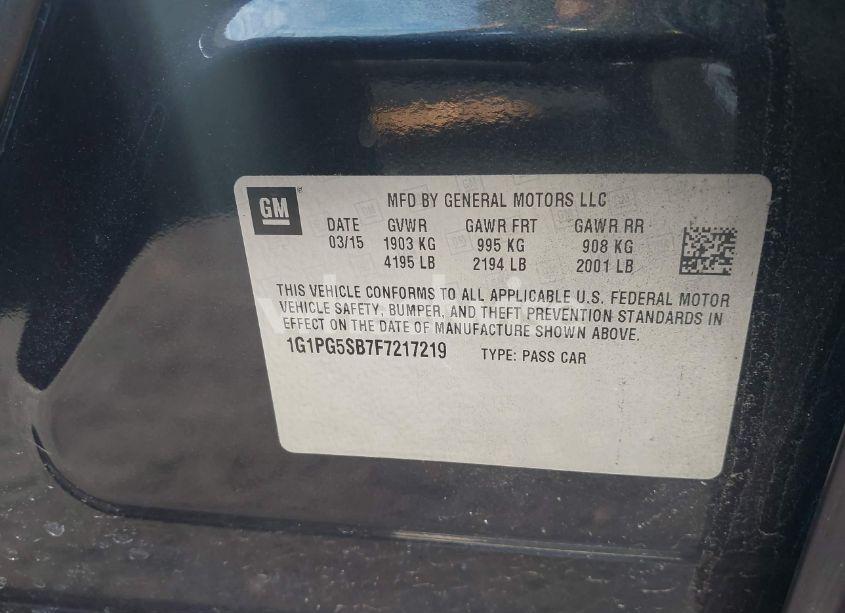 GM
MFD BY GENERAL MOTORS LLC
DATE GVWR GAWR FRT GAWR RR
03/15 1903 KG 995 KG 908 KG
4195 LB 2194 LB 2001 LB
THIS VEHICLE CONFORMS TO ALL APPLICABLE U.S. FEDERAL MOTOR
VEHICLE SAFETY, BUMPER, AND THEFT PREVENTION STANDARDS IN
EFFECT ON THE DATE OF MANUFACTURE SHOWN ABOVE.
1G1PG5SB7F7217219 TYPE: PASS CAR